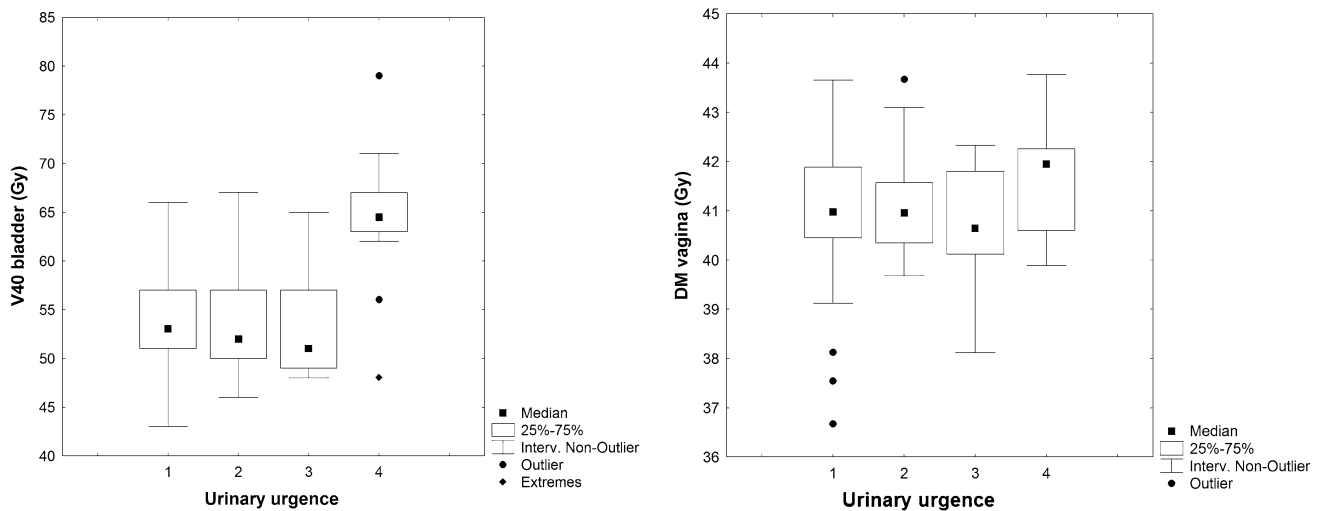 V40 bladder (Gy)
85
80
75
70
65
60
55
50
45
40
1 2 3 4
Urinary urgence
Median
25%-75%
Interv. Non-Outlier
Outlier
Extremes
DM vagina (Gy)
45
44
43
42
41
40
39
38
37
36
1 2 3 4
Urinary urgence
Median
25%-75%
Interv. Non-Outlier
Outlier